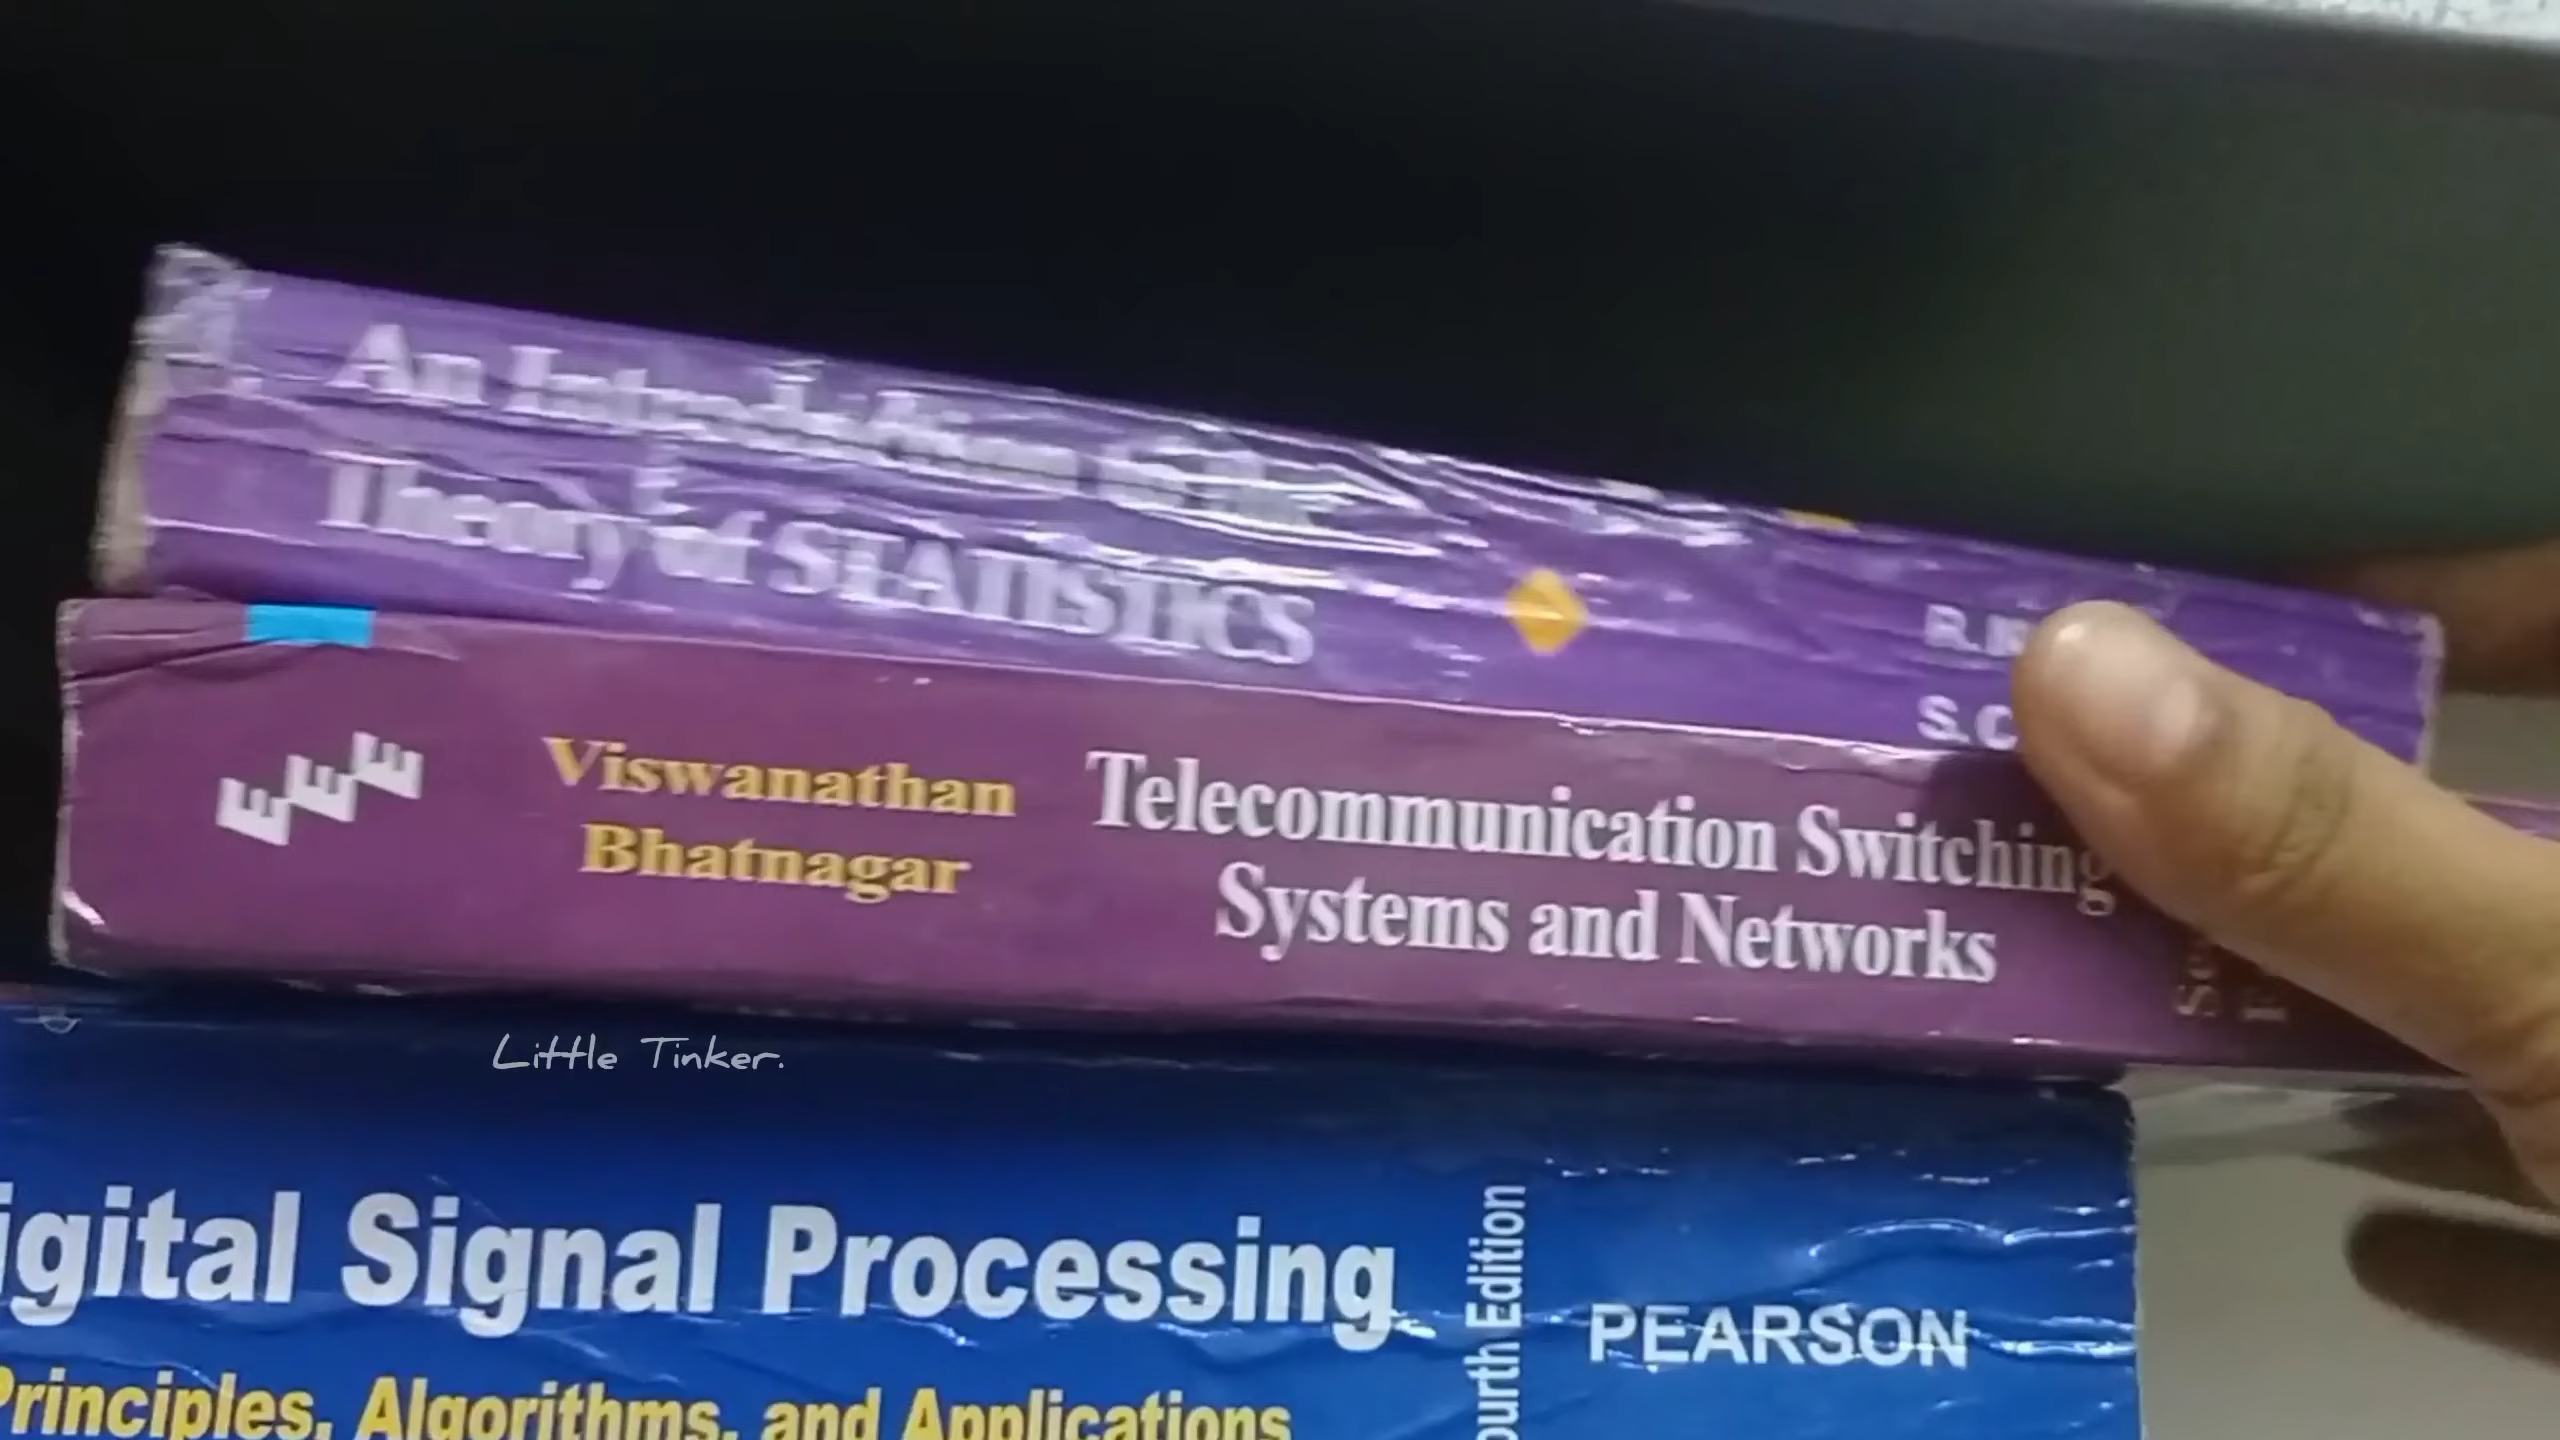 An Introduction to the
Theory of STATISTICS
R.
S.C
EEE
Viswanathan
Bhatnagar
Telecommunication Switching
Systems and Networks
Little Tinker.
igital Signal Processing
Principles, Algorithms, and Applications
ourth Edition
PEARSON